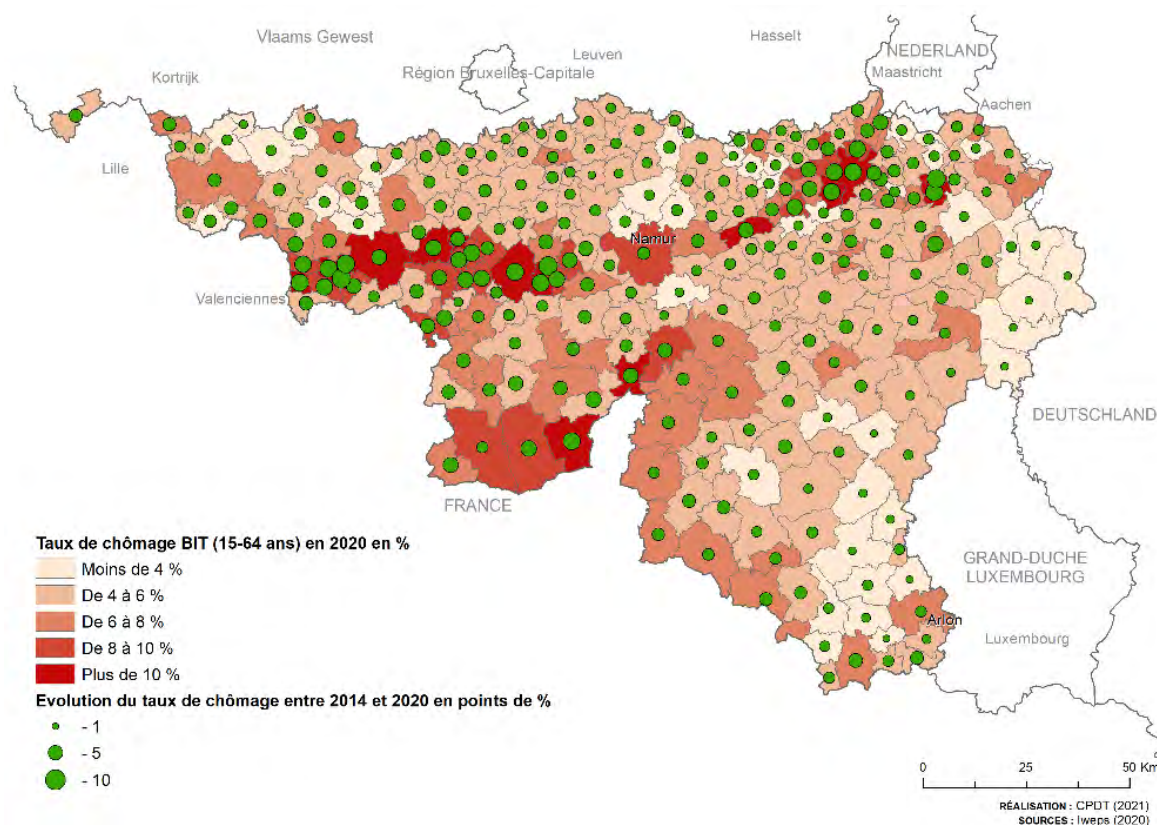 Vlaams Gewest
Hasselt
NEDERLAND
Leuven
Région Bruxelles-Capitale
Maastricht
Kortrijk
Aachen
Lille
Namur
Valenciennes
DEUTSCHLAND
FRANCE
GRAND-DUCHE
LUXEMBOURG
Arlon
Luxembourg
Taux de chômage BIT (15-64 ans) en 2020 en %
Moins de 4 %
De 4 à 6 %
De 6 à 8 %
De 8 à 10 %
Plus de 10 %
Evolution du taux de chômage entre 2014 et 2020 en points de %
- 1
- 5
- 10
0 25 50 Km
RÉALISATION : CPDT (2021)
SOURCES : Iweps (2020)